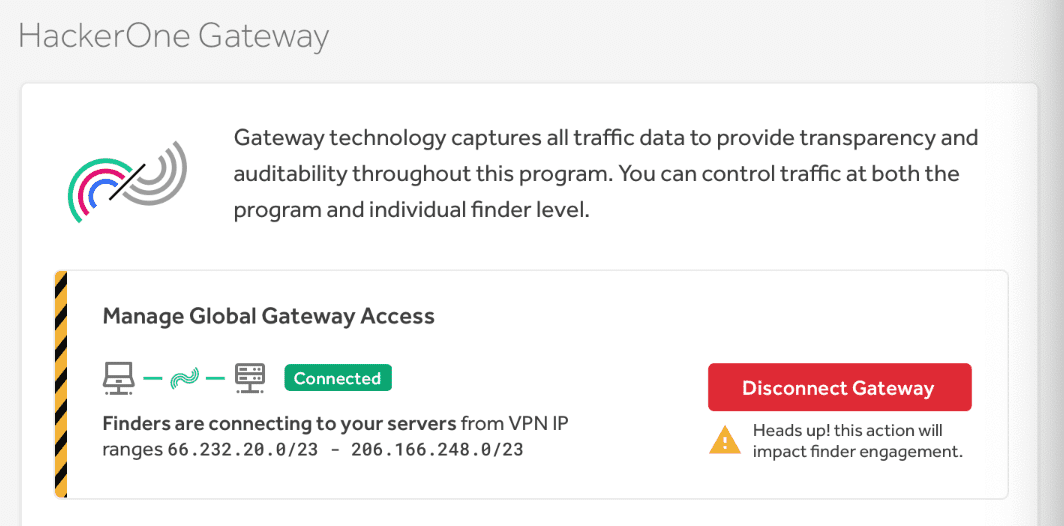 HackerOne Gateway
Gateway technology captures all traffic data to provide transparency and
auditability throughout this program. You can control traffic at both the
program and individual finder level.
Manage Global Gateway Access
Connected
Finders are connecting to your servers from VPN IP
ranges 66.232.20.0/23 - 206.166.248.0/23
Disconnect Gateway
Heads up! this action will
impact finder engagement.